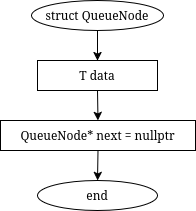 struct QueueNode
T data
QueueNode* next = nullptr
end